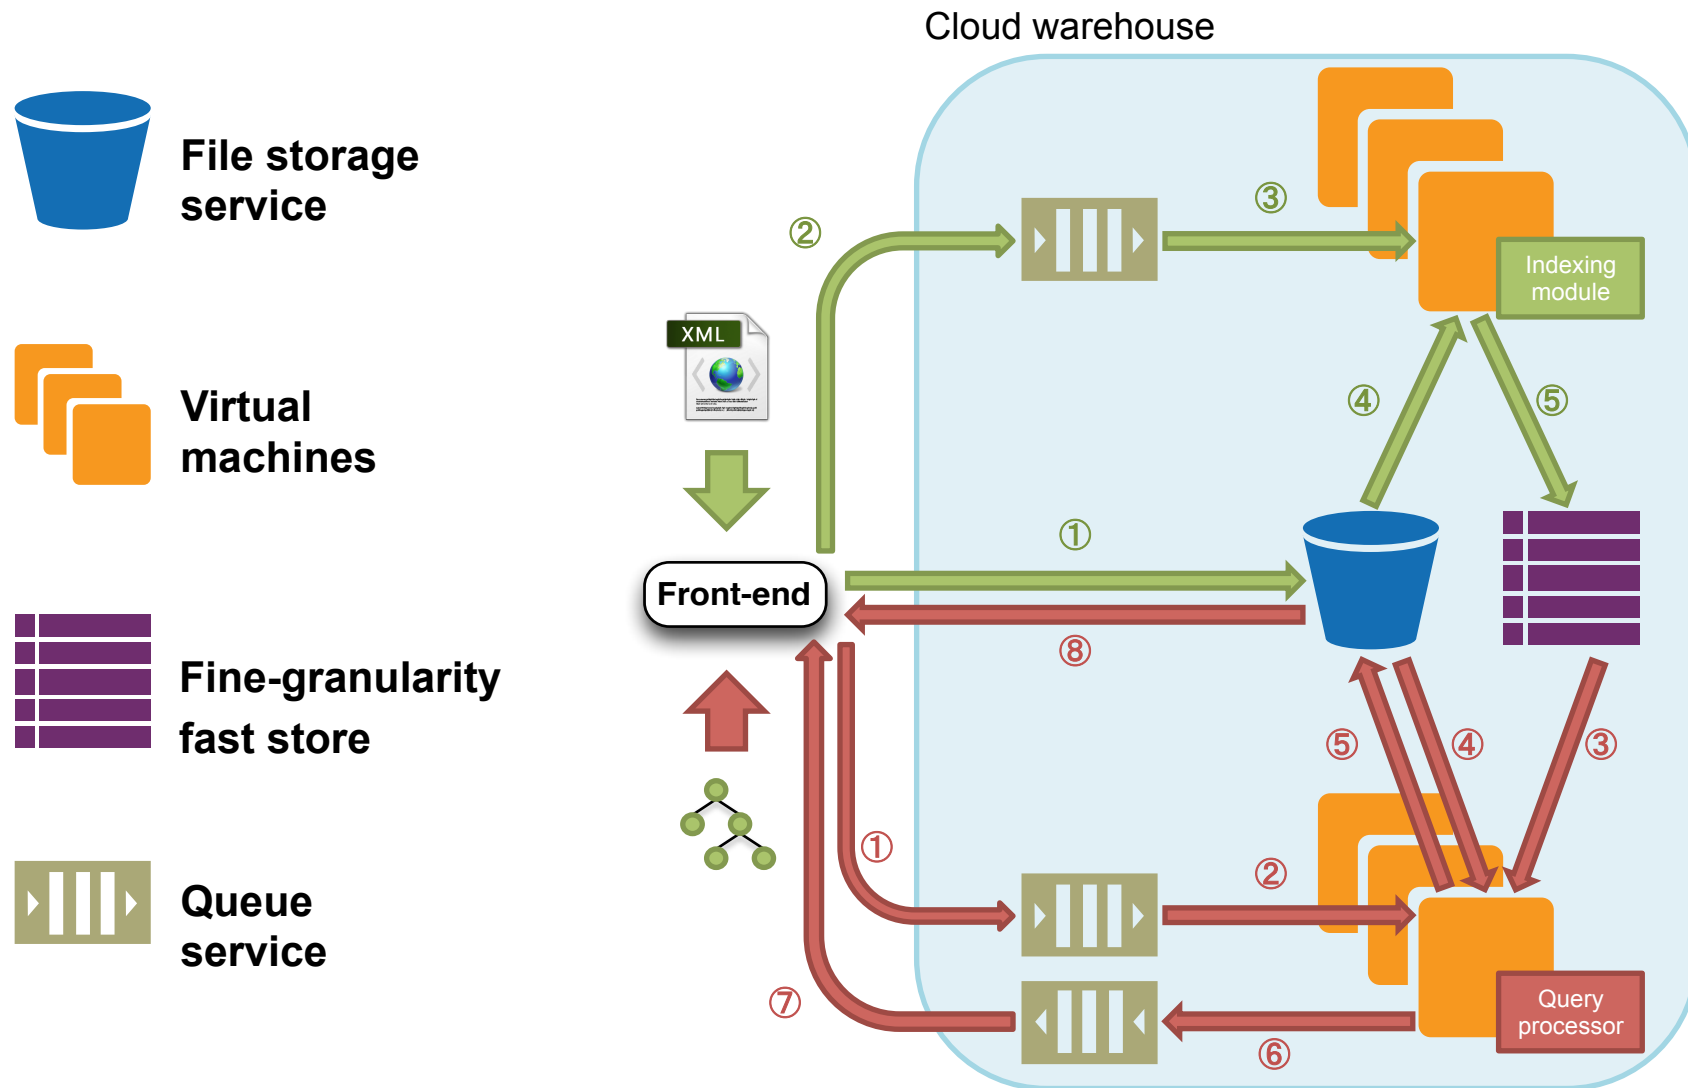 Cloud warehouse
File storage
service
Virtual
machines
Fine-granularity
fast store
Queue
service
②
③
Indexing
module
XML
④
⑤
①
Front-end
⑧
⑤
④
③
①
②
⑦
⑥
Query
processor